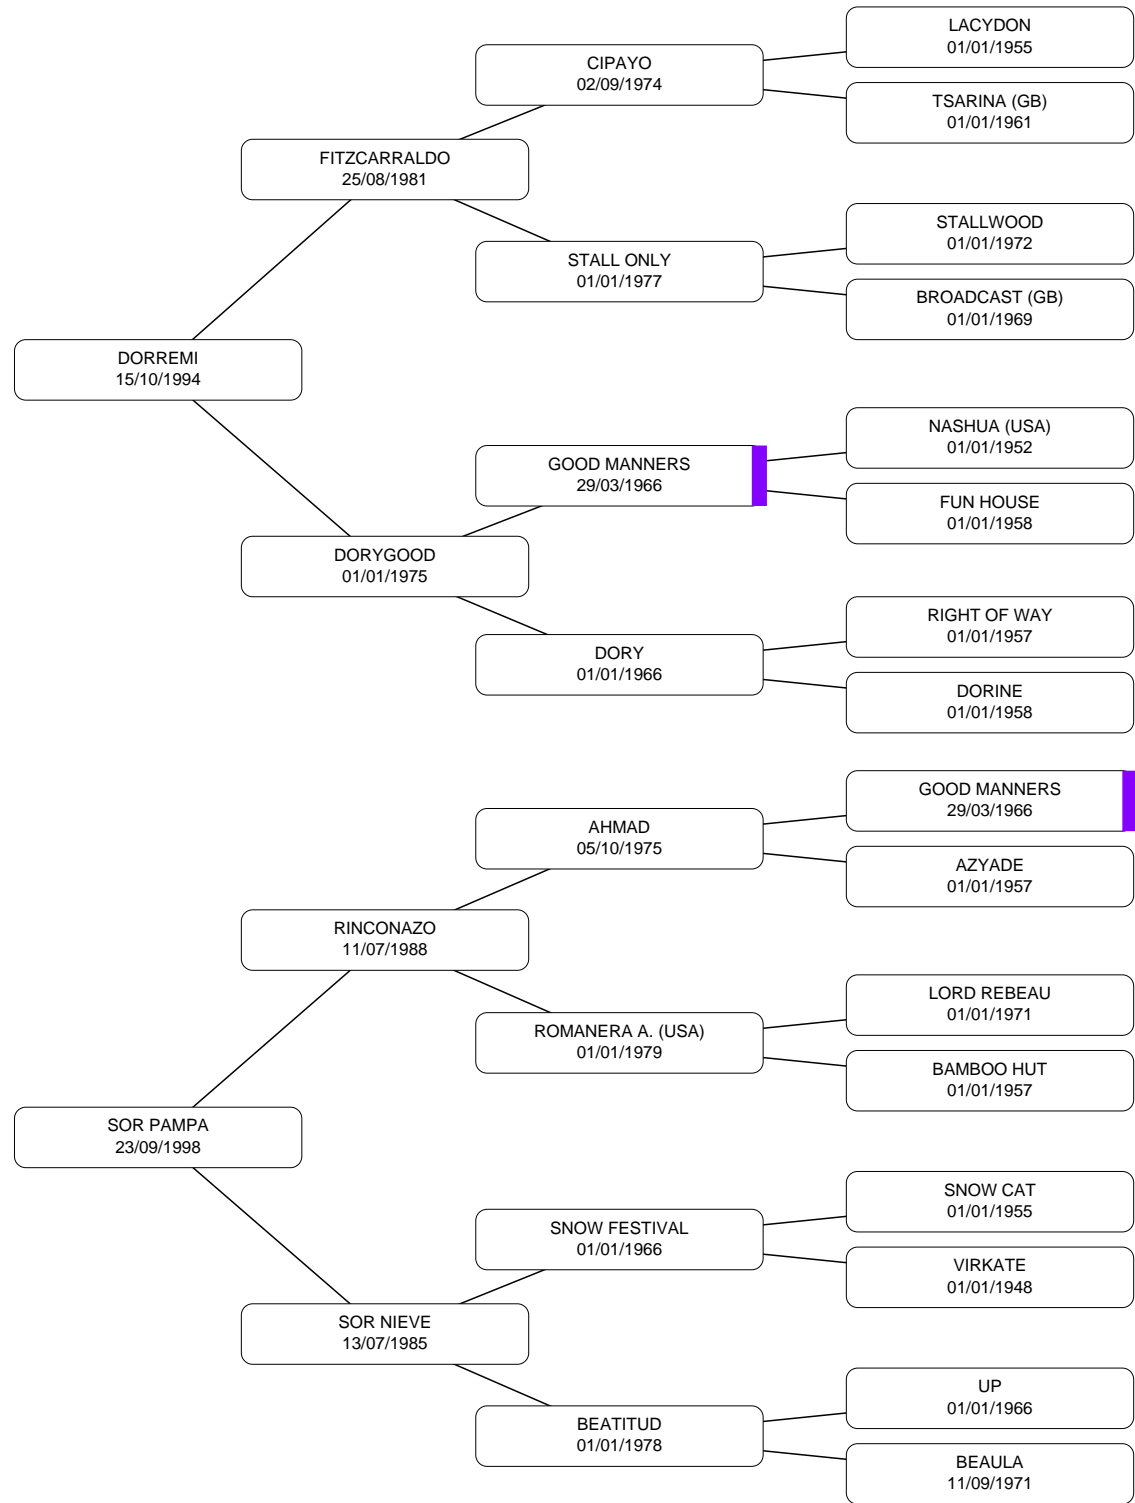 LACYDON
01/01/1955
CIPAYO
02/09/1974
TSARINA (GB)
01/01/1961
FITZCARRALDO
25/08/1981
STALLWOOD
01/01/1972
STALL ONLY
01/01/1977
BROADCAST (GB)
01/01/1969
DORREMI
15/10/1994
NASHUA (USA)
01/01/1952
GOOD MANNERS
29/03/1966
FUN HOUSE
01/01/1958
DORYGOOD
01/01/1975
RIGHT OF WAY
01/01/1957
DORY
01/01/1966
DORINE
01/01/1958
GOOD MANNERS
29/03/1966
AHMAD
05/10/1975
AZYADE
01/01/1957
RINCONAZO
11/07/1988
LORD REBEAU
01/01/1971
ROMANERA A. (USA)
01/01/1979
BAMBOO HUT
01/01/1957
SOR PAMPA
23/09/1998
SNOW CAT
01/01/1955
SNOW FESTIVAL
01/01/1966
VIRKATE
01/01/1948
SOR NIEVE
13/07/1985
UP
01/01/1966
BEATITUD
01/01/1978
BEAULA
11/09/1971